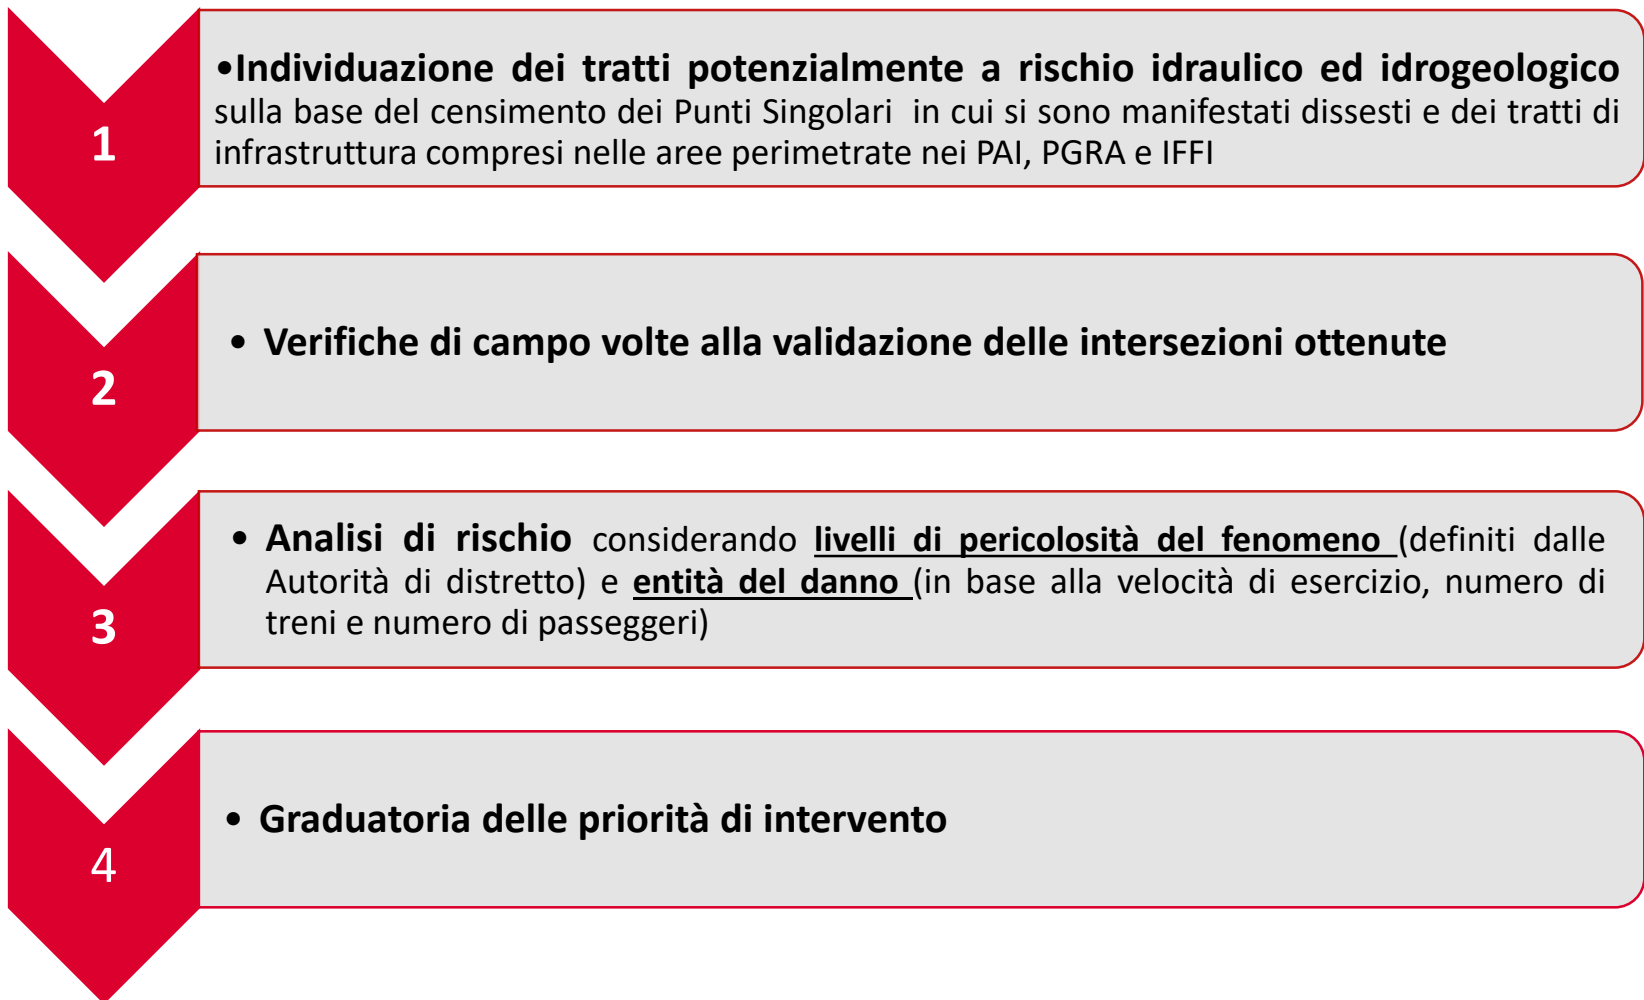 1
•Individuazione dei tratti potenzialmente a rischio idraulico ed idrogeologico
sulla base del censimento dei Punti Singolari in cui si sono manifestati dissesti e dei tratti di
infrastruttura compresi nelle aree perimetrate nei PAI, PGRA e IFFI
2
• Verifiche di campo volte alla validazione delle intersezioni ottenute
3
• Analisi di rischio considerando livelli di pericolosità del fenomeno (definiti dalle
Autorità di distretto) e entità del danno (in base alla velocità di esercizio, numero di
treni e numero di passeggeri)
4
• Graduatoria delle priorità di intervento